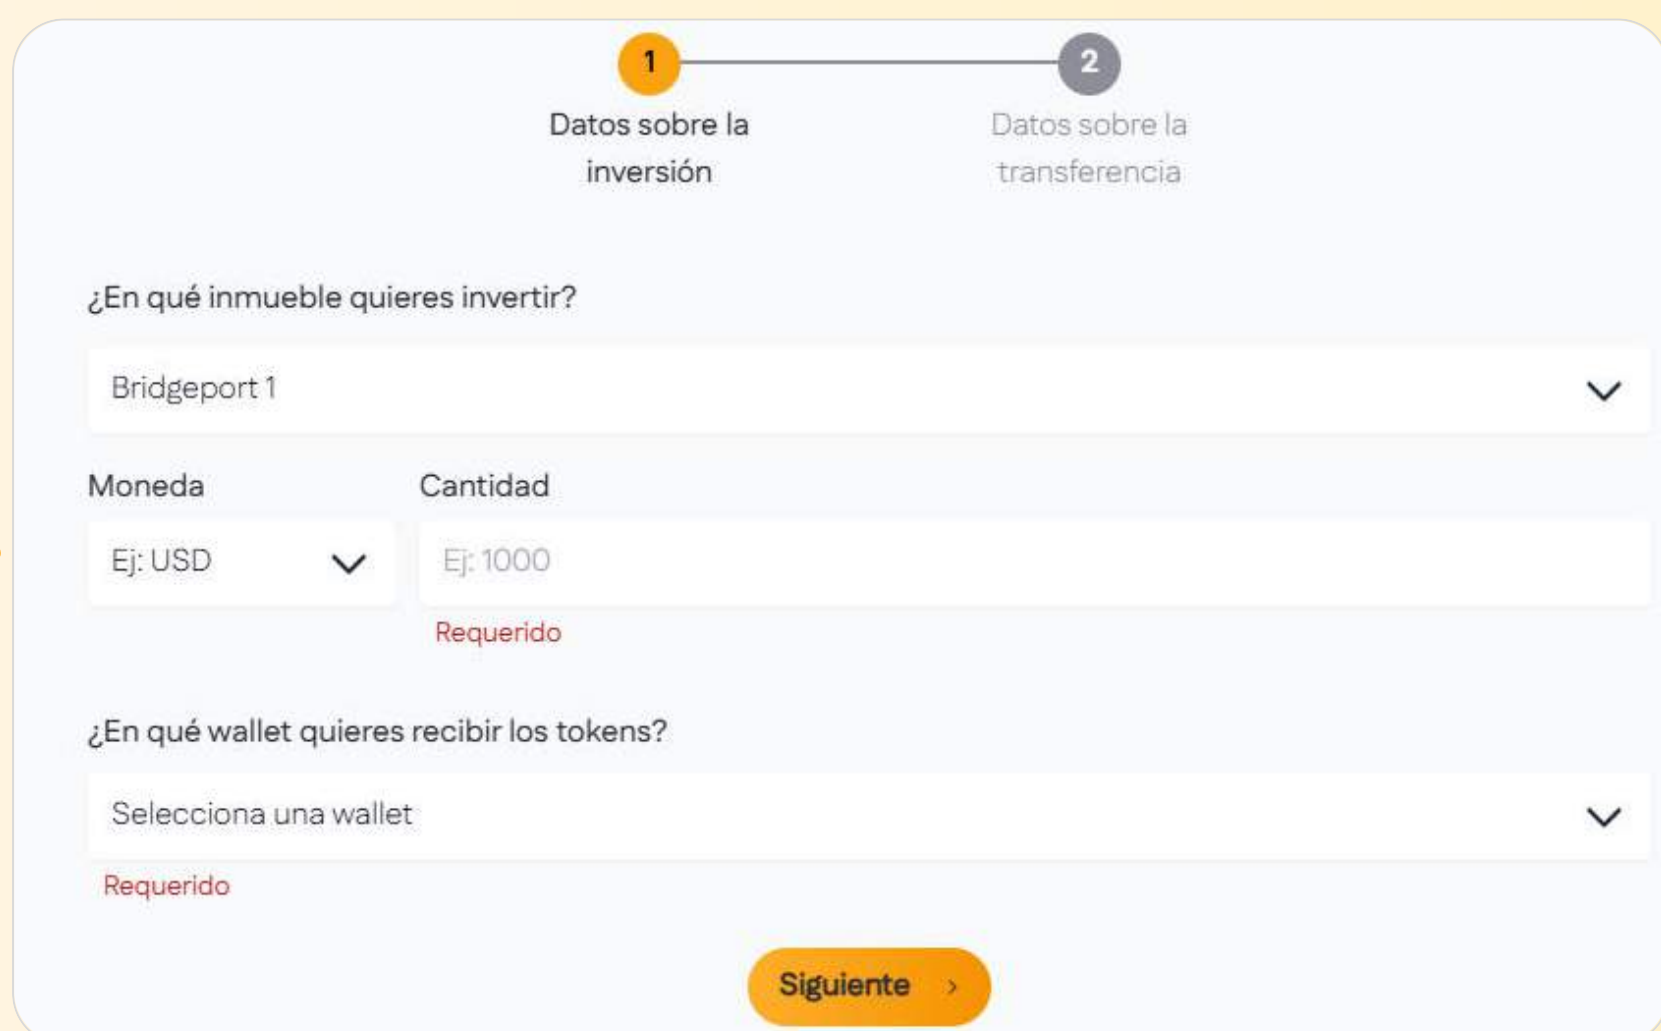 1
2
Datos sobre la
inversión
Datos sobre la
transferencia
¿En qué inmueble quieres invertir?
Bridgeport 1
Moneda
Cantidad
Ej: USD
Ej: 1000
Requerido
¿En qué wallet quieres recibir los tokens?
Selecciona una wallet
Requerido
Siguiente